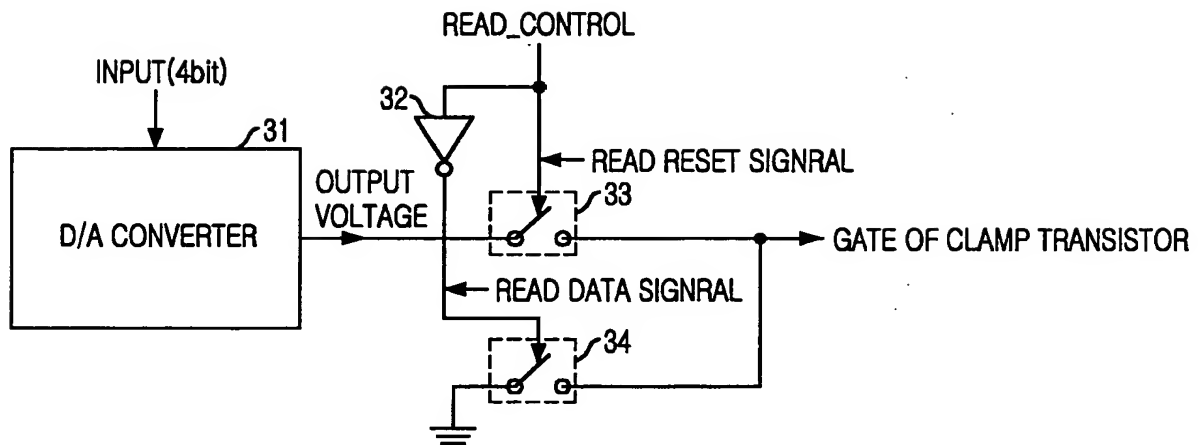 READ_CONTROL
INPUT(4bit)
32
31
READ RESET SIGNRAL
OUTPUT
VOLTAGE
33
D/A CONVERTER
GATE OF CLAMP TRANSISTOR
READ DATA SIGNRAL
34